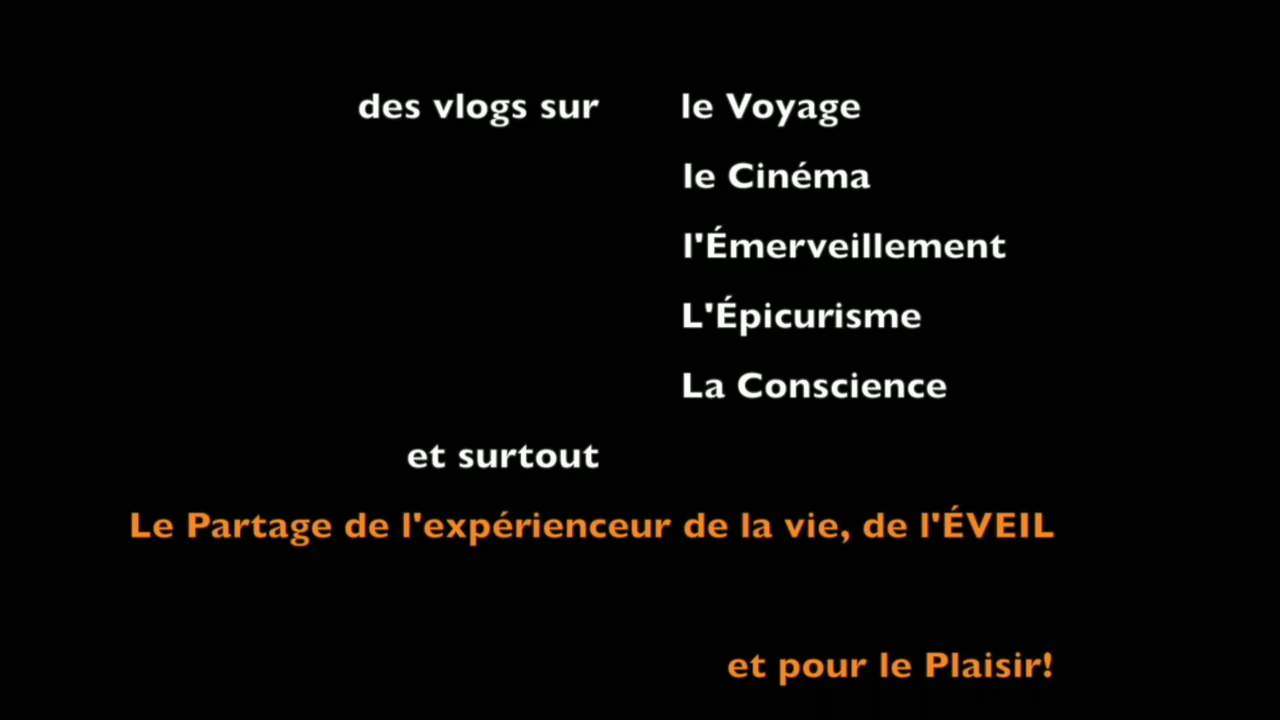 des vlogs sur le Voyage
le Cinéma
l'Émerveillement
L'Épicurisme
La Conscience
et surtout
Le Partage de l'expérienceur de la vie, de l'ÉVEIL
et pour le Plaisir!